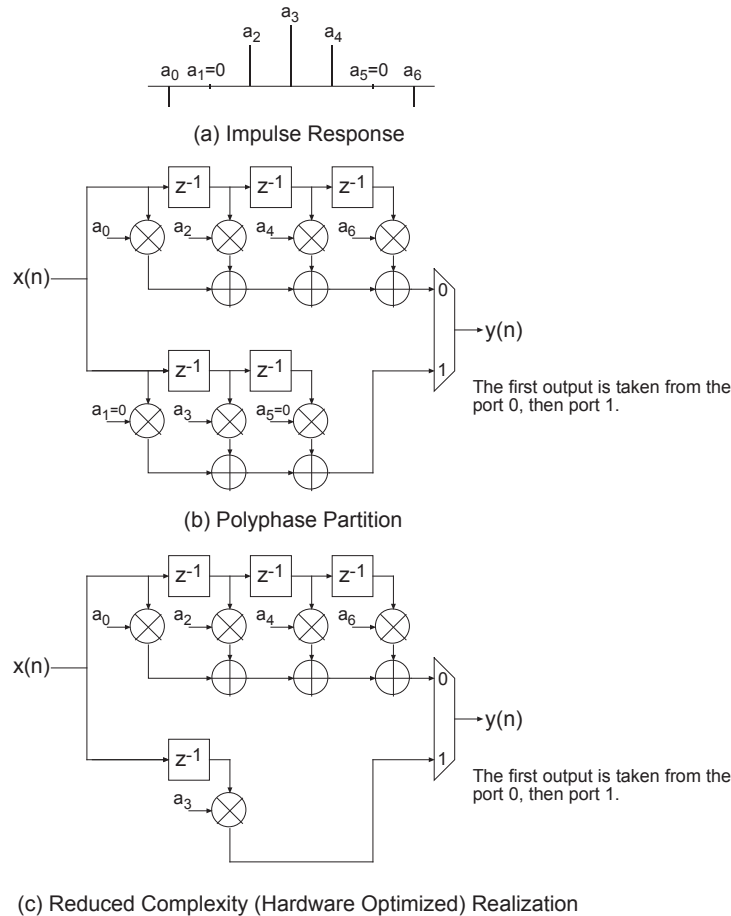 a3
a2 a4
a0 a1=0 a5=0 a6
(a) Impulse Response
z-1 z-1 z-1
a0 a2 a4 a6
x(n)
0
y(n)
z-1 z-1
1
The first output is taken from the
port 0, then port 1.
a1=0 a3 a5=0
(b) Polyphase Partition
z-1 z-1 z-1
a0 a2 a4 a6
x(n)
0
y(n)
z-1
1
The first output is taken from the
port 0, then port 1.
a3
(c) Reduced Complexity (Hardware Optimized) Realization